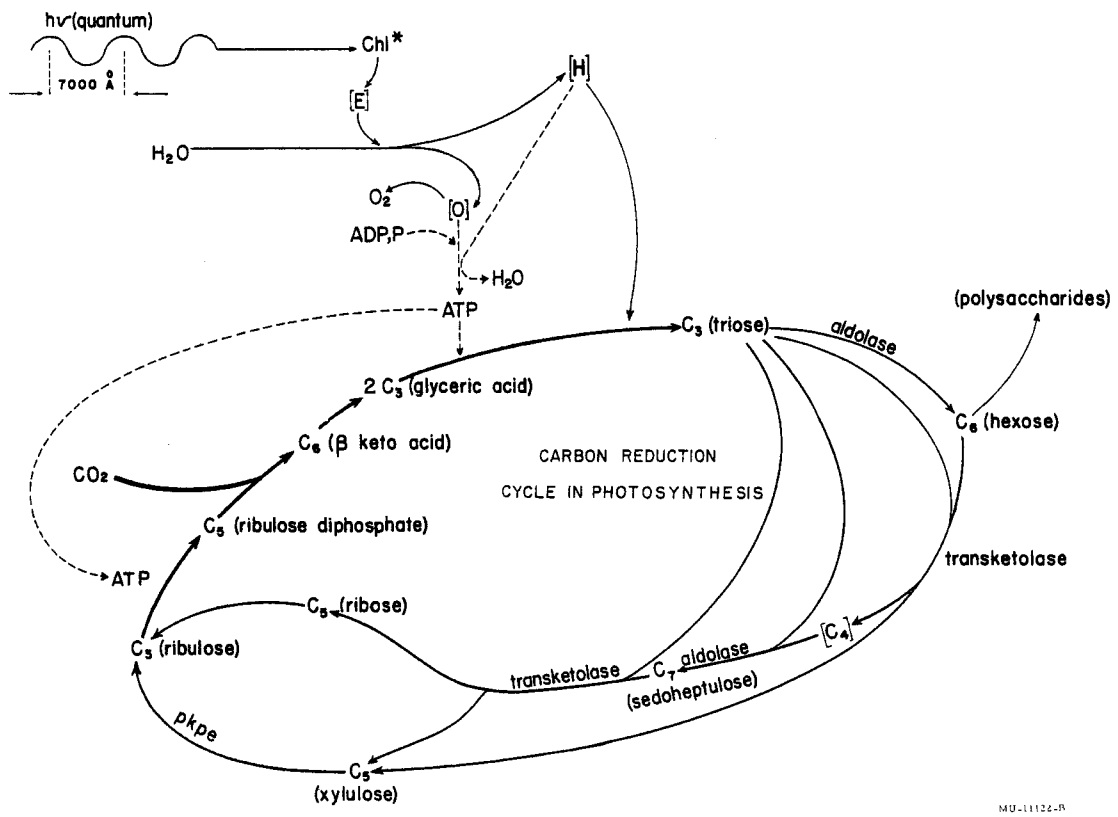 hν (quantum)
Chl*
7000 Å
[E]
[H]
H₂O
O₂
[O]
ADP,P
H₂O
ATP
(polysaccharides)
C₃ (triose)
aldolase
2 C₃ (glyceric acid)
C₆ (hexose)
C₆ (β keto acid)
CARBON REDUCTION
CYCLE IN PHOTOSYNTHESIS
CO₂
C₅ (ribulose diphosphate)
transketolase
ATP
C₅ (ribose)
[C₄]
C₅ (ribulose)
aldolase
transketolase
C₇
(sedoheptulose)
pkpe
C₅
(xylulose)
MU-11122-B